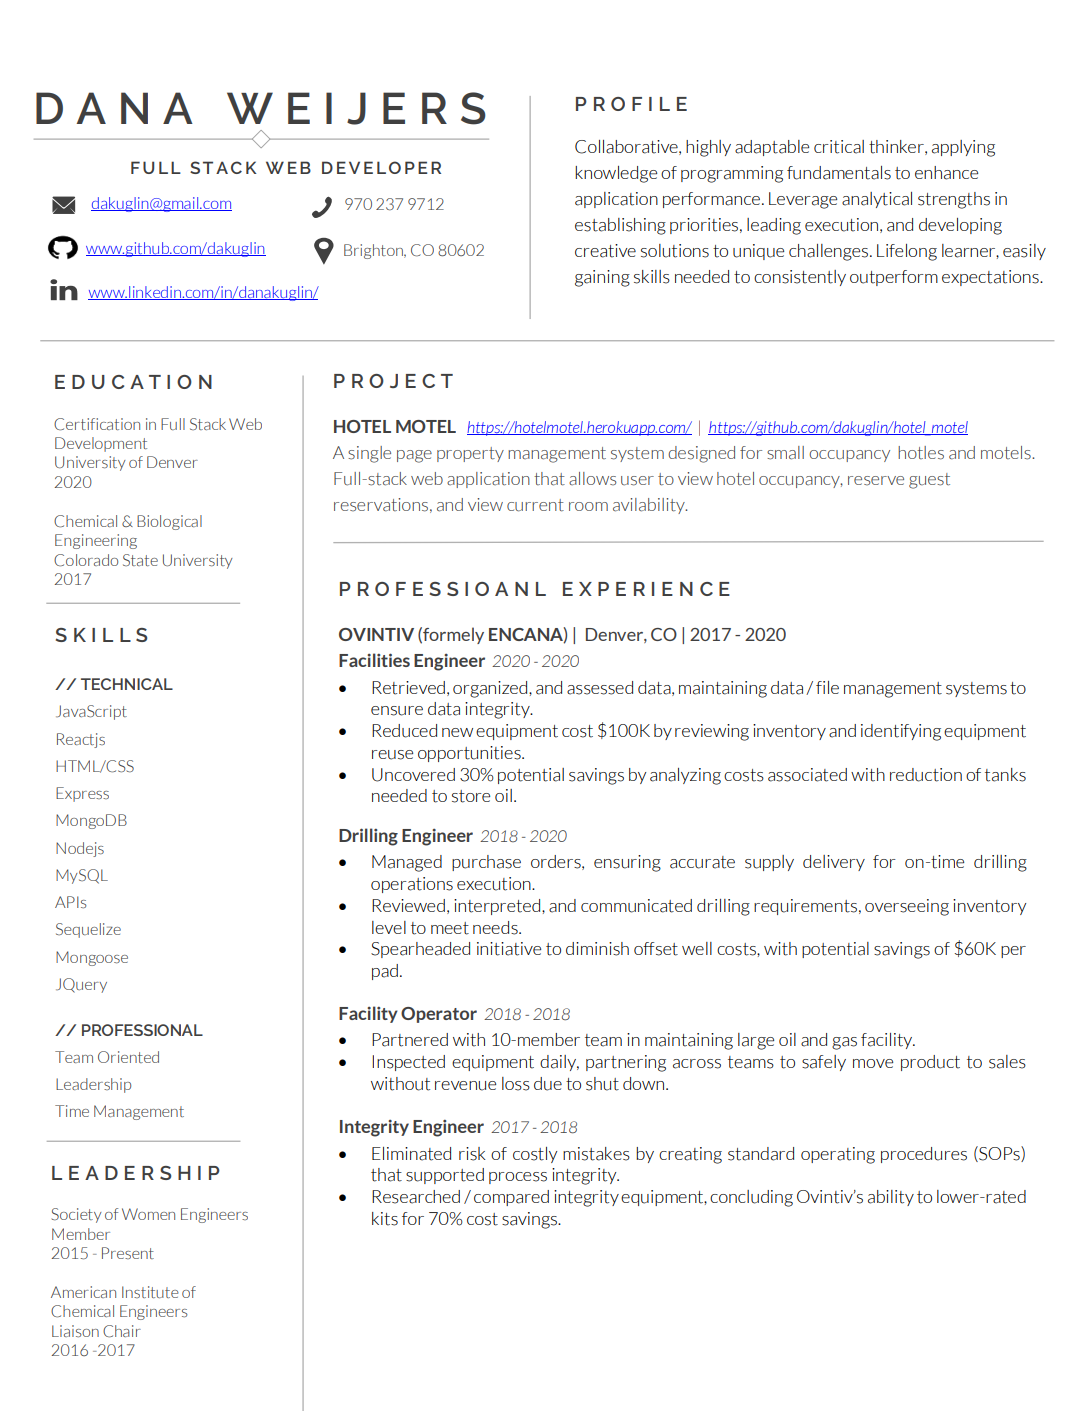 DANA WEIJERS
FULL STACK WEB DEVELOPER
dakuglin@gmail.com
970 237 9712
www.github.com/dakuglin
Brighton, CO 80602
www.linkedin.com/in/danakuglin/
PROFILE
Collaborative, highly adaptable critical thinker, applying
knowledge of programming fundamentals to enhance
application performance. Leverage analytical strengths in
establishing priorities, leading execution, and developing
creative solutions to unique challenges. Lifelong learner, easily
gaining skills needed to consistently outperform expectations.
EDUCATION
Certification in Full Stack Web
Development
University of Denver
2020
Chemical & Biological
Engineering
Colorado State University
2017
SKILLS
// TECHNICAL
JavaScript
Reactjs
HTML/CSS
Express
MongoDB
Nodejs
MySQL
APIs
Sequelize
Mongoose
JQuery
// PROFESSIONAL
Team Oriented
Leadership
Time Management
LEADERSHIP
Society of Women Engineers
Member
2015 - Present
American Institute of
Chemical Engineers
Liaison Chair
2016 -2017
PROJECT
HOTEL MOTEL https://hotelmotel.herokuapp.com/ | https://github.com/dakuglin/hotel_motel
A single page property management system designed for small occupancy hotles and motels.
Full-stack web application that allows user to view hotel occupancy, reserve guest
reservations, and view current room avilability.
PROFESSIOANL EXPERIENCE
OVINTIV (formely ENCANA) | Denver, CO | 2017 - 2020
Facilities Engineer 2020 - 2020
• Retrieved, organized, and assessed data, maintaining data / file management systems to
ensure data integrity.
• Reduced new equipment cost $100K by reviewing inventory and identifying equipment
reuse opportunities.
• Uncovered 30% potential savings by analyzing costs associated with reduction of tanks
needed to store oil.
Drilling Engineer 2018 - 2020
• Managed purchase orders, ensuring accurate supply delivery for on-time drilling
operations execution.
• Reviewed, interpreted, and communicated drilling requirements, overseeing inventory
level to meet needs.
• Spearheaded initiative to diminish offset well costs, with potential savings of $60K per
pad.
Facility Operator 2018 - 2018
• Partnered with 10-member team in maintaining large oil and gas facility.
• Inspected equipment daily, partnering across teams to safely move product to sales
without revenue loss due to shut down.
Integrity Engineer 2017 - 2018
• Eliminated risk of costly mistakes by creating standard operating procedures (SOPs)
that supported process integrity.
• Researched / compared integrity equipment, concluding Ovintiv's ability to lower-rated
kits for 70% cost savings.